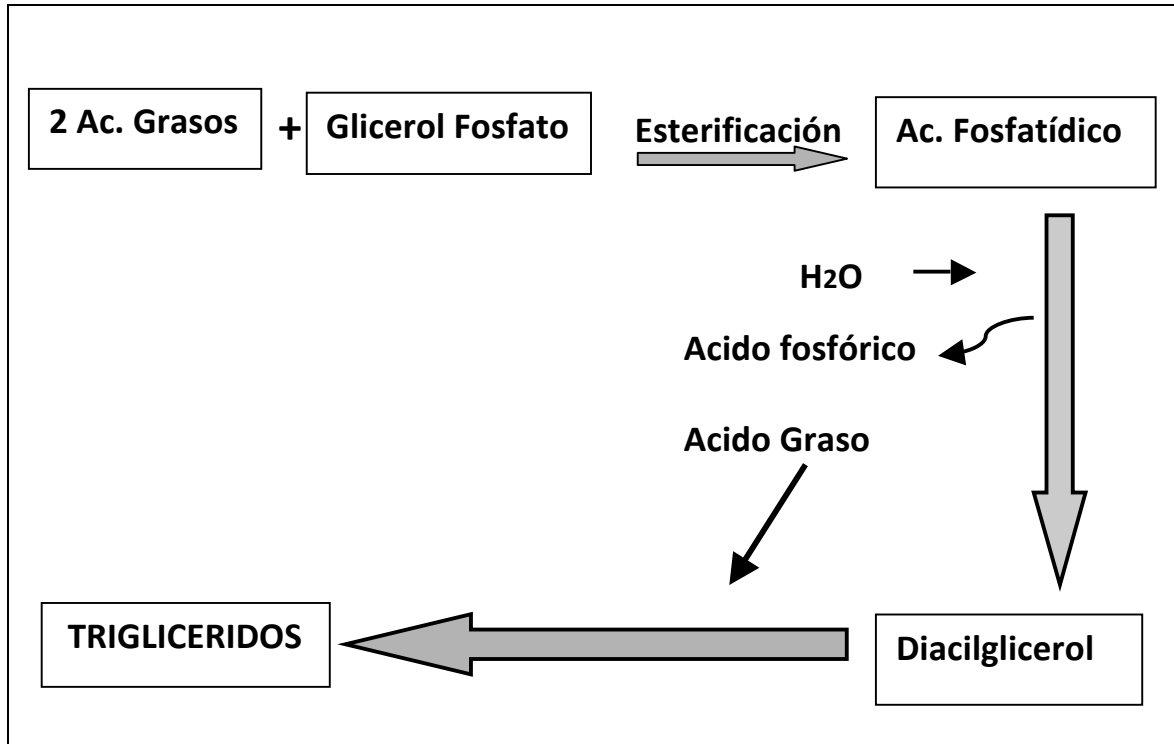 2 Ac. Grasos
+
Glicerol Fosfato
Esterificación
Ac. Fosfatídico
H2O
Acido fosfórico
Acido Graso
TRIGLICERIDOS
Diacilglicerol